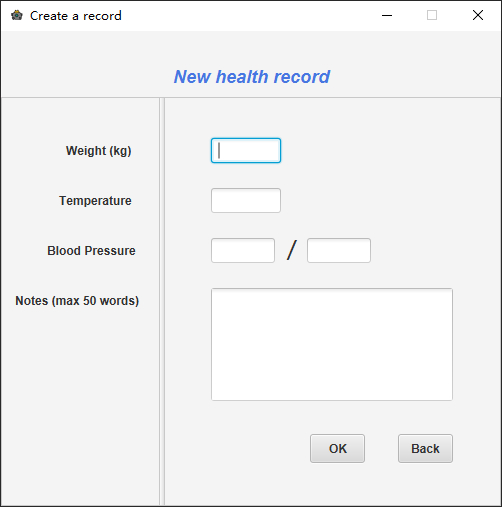 Create a record
New health record
Weight (kg)
Temperature
Blood Pressure
/
Notes (max 50 words)
OK
Back